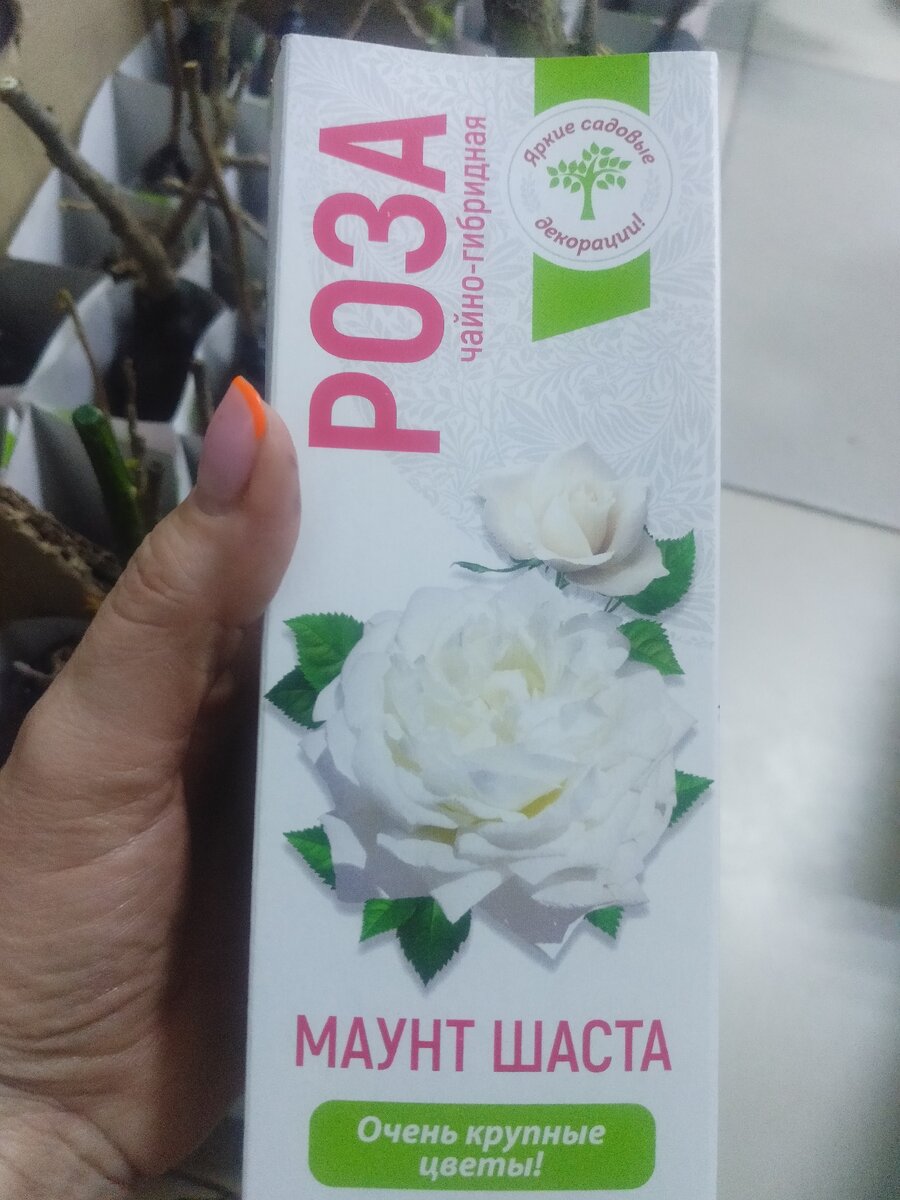 РОЗА
чайно-гибридная
Яркие садовые
декорации!
МАУНТ ШАСТА
Очень крупные
цветы!